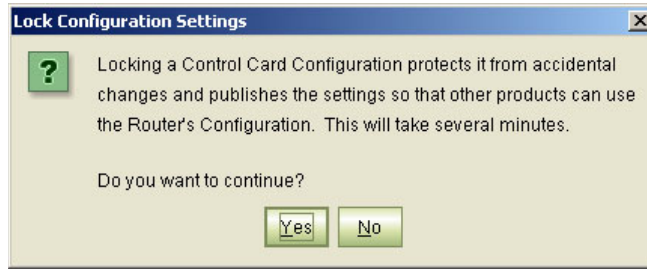 Lock Configuration Settings
?
Locking a Control Card Configuration protects it from accidental
changes and publishes the settings so that other products can use
the Router's Configuration. This will take several minutes.
Do you want to continue?
Yes No